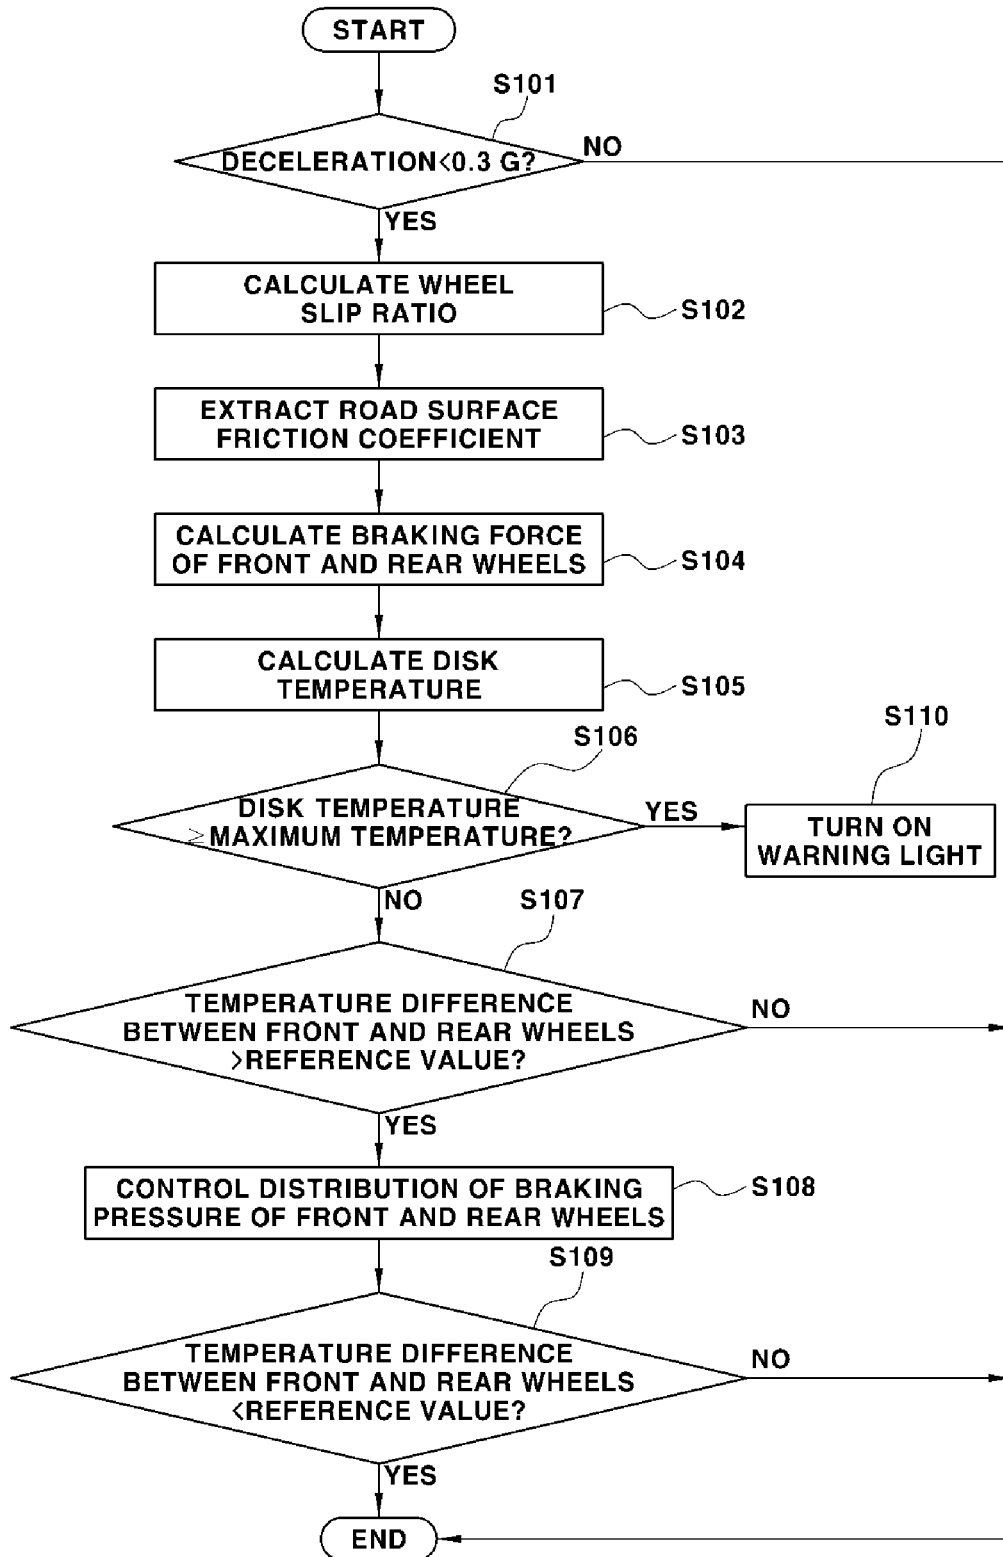 START
S101
DECELERATION<0.3 G?
NO
YES
CALCULATE WHEEL
SLIP RATIO
S102
EXTRACT ROAD SURFACE
FRICTION COEFFICIENT
S103
CALCULATE BRAKING FORCE
OF FRONT AND REAR WHEELS
S104
CALCULATE DISK
TEMPERATURE
S105
S106
DISK TEMPERATURE
≥MAXIMUM TEMPERATURE?
YES
S110
TURN ON
WARNING LIGHT
NO
S107
TEMPERATURE DIFFERENCE
BETWEEN FRONT AND REAR WHEELS
>REFERENCE VALUE?
NO
YES
CONTROL DISTRIBUTION OF BRAKING
PRESSURE OF FRONT AND REAR WHEELS
S108
S109
TEMPERATURE DIFFERENCE
BETWEEN FRONT AND REAR WHEELS
<REFERENCE VALUE?
NO
YES
END